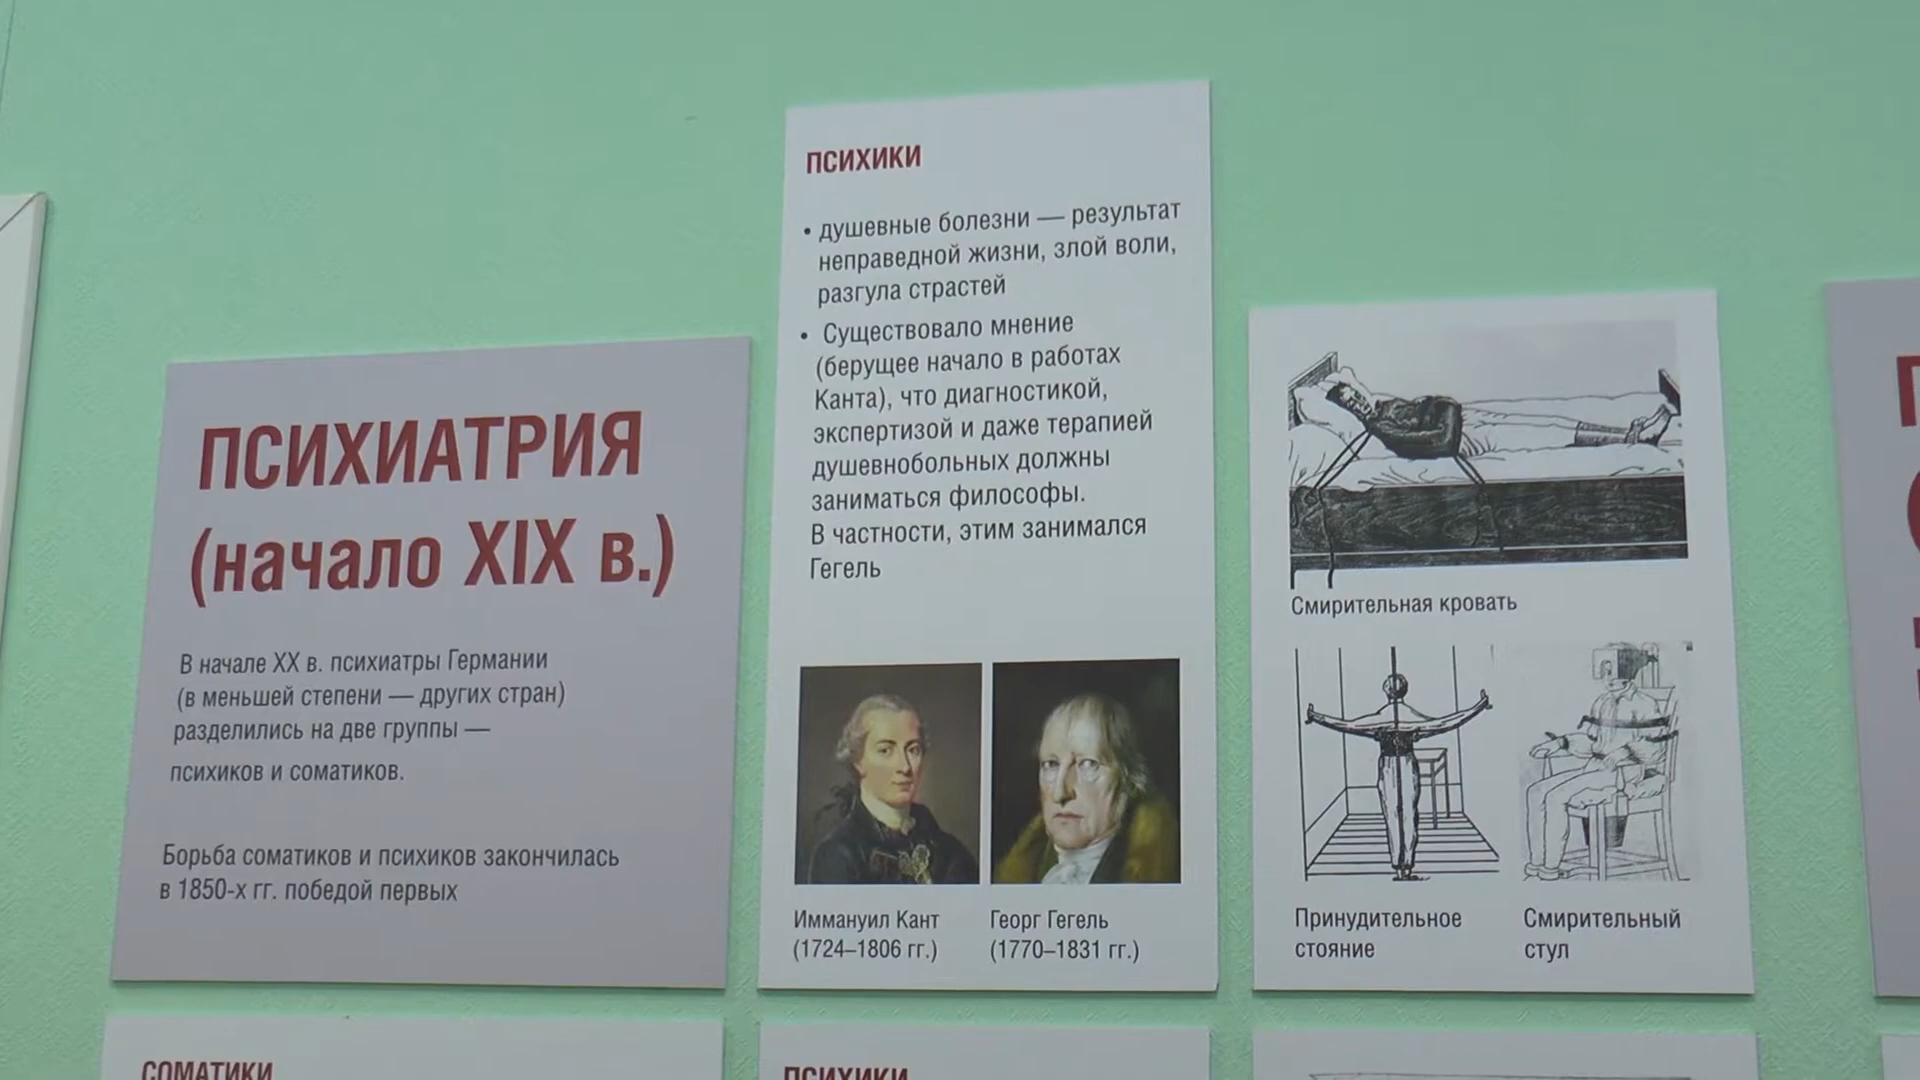 ПСИХИАТРИЯ
(начало XIX в.)
В начале XX в. психиатры Германии
(в меньшей степени — других стран)
разделились на две группы —
психиков и соматиков.
Борьба соматиков и психиков закончилась
в 1850-х гг. победой первых
ПСИХИКИ
• душевные болезни — результат
неправедной жизни, злой воли,
разгула страстей
• Существовало мнение
(берущее начало в работах
Канта), что диагностикой,
экспертизой и даже терапией
душевнобольных должны
заниматься философы.
В частности, этим занимался
Гегель
Иммануил Кант
(1724–1806 гг.)
Георг Гегель
(1770–1831 гг.)
Смирительная кровать
Принудительное
стояние
Смирительный
стул
СОМАТИКИ
ПСИХИКИ